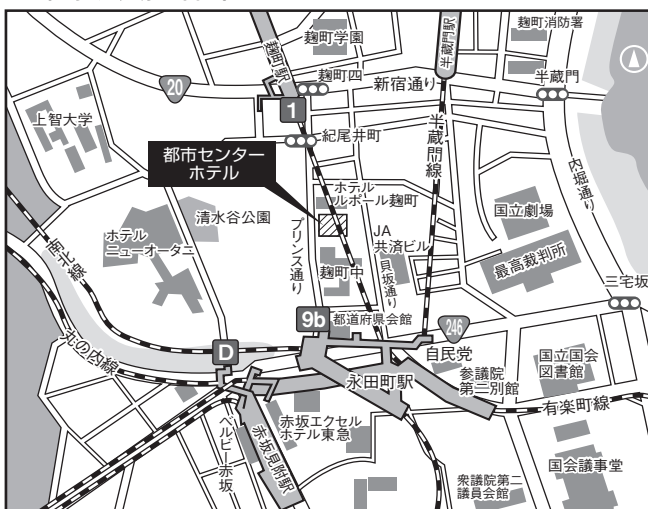 麹町学園
麹町消防署
麹町駅
半蔵門駅
20
麹町四
新宿通り
半蔵門
上智大学
1
紀尾井町
半蔵門線
内堀通り
都市センター
ホテル
ホテル
ルポール麹町
清水谷公園
国立劇場
プリンス通り
JA
共済ビル
南北線
ホテル
ニューオータニ
最高裁判所
麹町中
貝坂通り
三宅坂
9b
都道府県会館
246
丸の内線
D
自民党
参議院
第二別館
国立国会
図書館
永田町駅
有楽町線
ベルビー赤坂
赤坂見附駅
赤坂エクセル
ホテル東急
衆議院第二
議員会館
国会議事堂